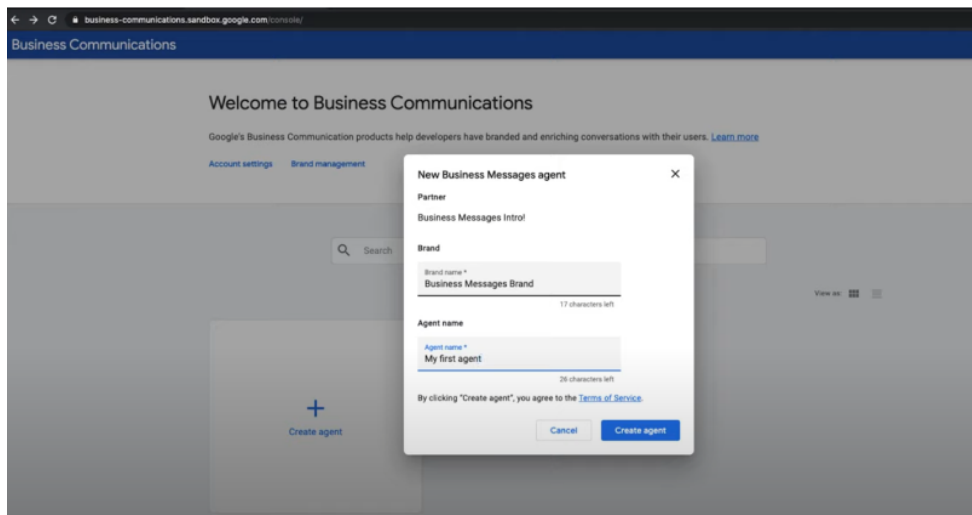 business-communications.sandbox.google.com/console/
Business Communications
Welcome to Business Communications
Google's Business Communication products help developers have branded and enriching conversations with their users. Learn more
Account settings Brand management
New Business Messages agent
Partner
Business Messages Intro!
Search
Brand
Brand name *
Business Messages Brand
17 characters left
View as:
Agent name
Agent name *
My first agent
26 characters left
By clicking "Create agent", you agree to the Terms of Service.
Create agent
Cancel Create agent